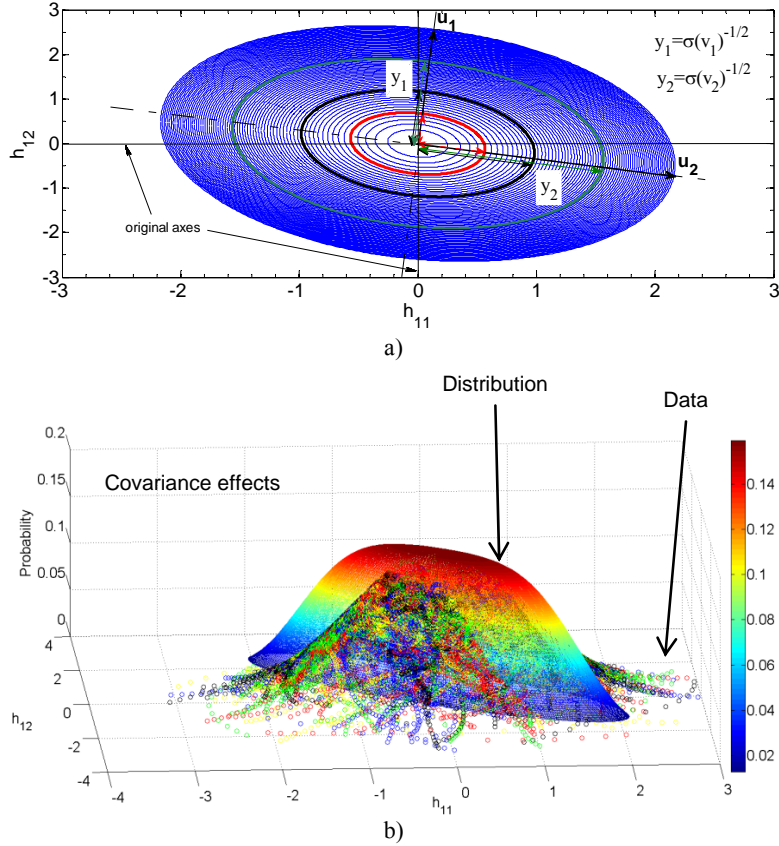 a)
3
2
1
0
-1
-2
-3
h12
-3
-2
-1
0
1
2
3
h11
u1
y1
y1=σ(v1)-1/2
y2=σ(v2)-1/2
u2
y2
original axes
a)
Distribution
Data
Covariance effects
0.2
0.15
0.1
0.05
0
Probability
4
2
0
-2
-4
h12
-4
-3
-2
-1
0
1
2
3
h11
0.14
0.12
0.1
0.08
0.06
0.04
0.02
b)